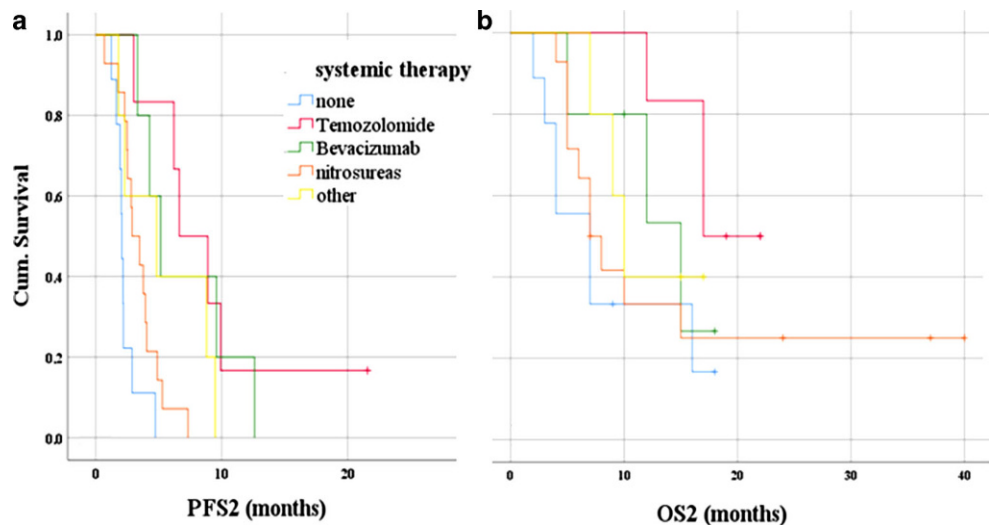 a
b
systemic therapy
none
Temozolomide
Bevacizumab
nitrosureas
other
Cum. Survival
1.0
0.8
0.6
0.4
0.2
0.0
0
10
20
PFS2 (months)
0
10
20
30
40
OS2 (months)